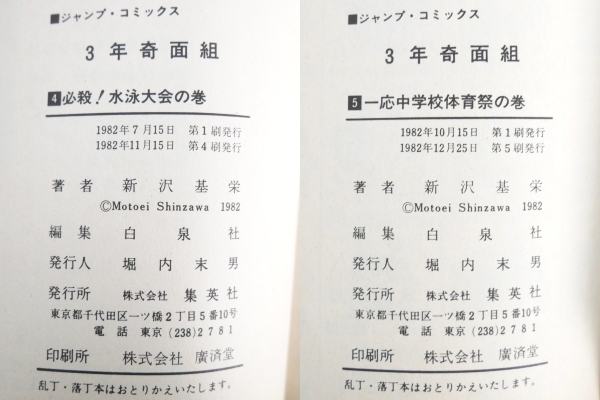 ■ジャンプ・コミックス
3年奇面組
4 必殺!水泳大会の巻
1982年7月15日 第1刷発行
1982年11月15日 第4刷発行
著者 新沢基栄
©Motoei Shinzawa 1982
編集 白泉社
発行人 堀内末男
発行所 株式会社 集英社
東京都千代田区一ツ橋2丁目5番10号
電話 東京(238)2781
印刷所 株式会社 廣済堂
乱丁・落丁本はおとりかえいたします。
■ジャンプ・コミックス
3年奇面組
5 一応中学校体育祭の巻
1982年10月15日 第1刷発行
1982年12月25日 第5刷発行
著者 新沢基栄
©Motoei Shinzawa 1982
編集 白泉社
発行人 堀内末男
発行所 株式会社 集英社
東京都千代田区一ツ橋2丁目5番10号
電話 東京(238)2781
印刷所 株式会社 廣済堂
乱丁・落丁本はおとりかえいたします。